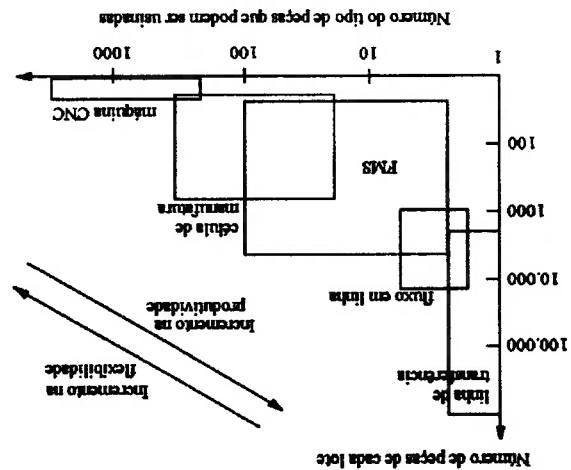 Número de peças de cada lote
linha de
transferência
100.000
Incremento na
flexibilidade
Incremento na
produtividade
fluxo em linha
10.000
célula de
manufatura
1000
FMS
100
máquina CNC
1 10 100 1000
Número do tipo de peças que podem ser usinadas